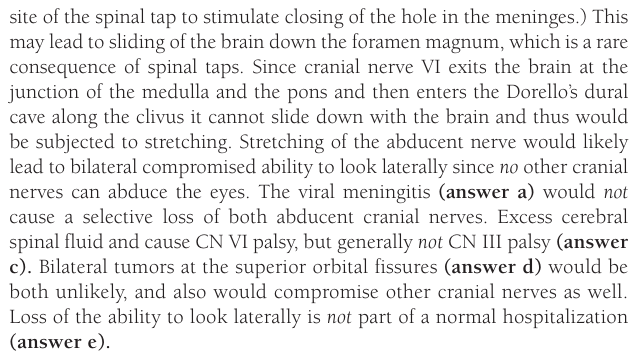 site of the spinal tap to stimulate closing of the hole in the meninges.) This
may lead to sliding of the brain down the foramen magnum, which is a rare
consequence of spinal taps. Since cranial nerve VI exits the brain at the
junction of the medulla and the pons and then enters the Dorello's dural
cave along the clivus it cannot slide down with the brain and thus would
be subjected to stretching. Stretching of the abducent nerve would likely
lead to bilateral compromised ability to look laterally since no other cranial
nerves can abduce the eyes. The viral meningitis (answer a) would not
cause a selective loss of both abducent cranial nerves. Excess cerebral
spinal fluid and cause CN VI palsy, but generally not CN III palsy (answer
c). Bilateral tumors at the superior orbital fissures (answer d) would be
both unlikely, and also would compromise other cranial nerves as well.
Loss of the ability to look laterally is not part of a normal hospitalization
(answer e).